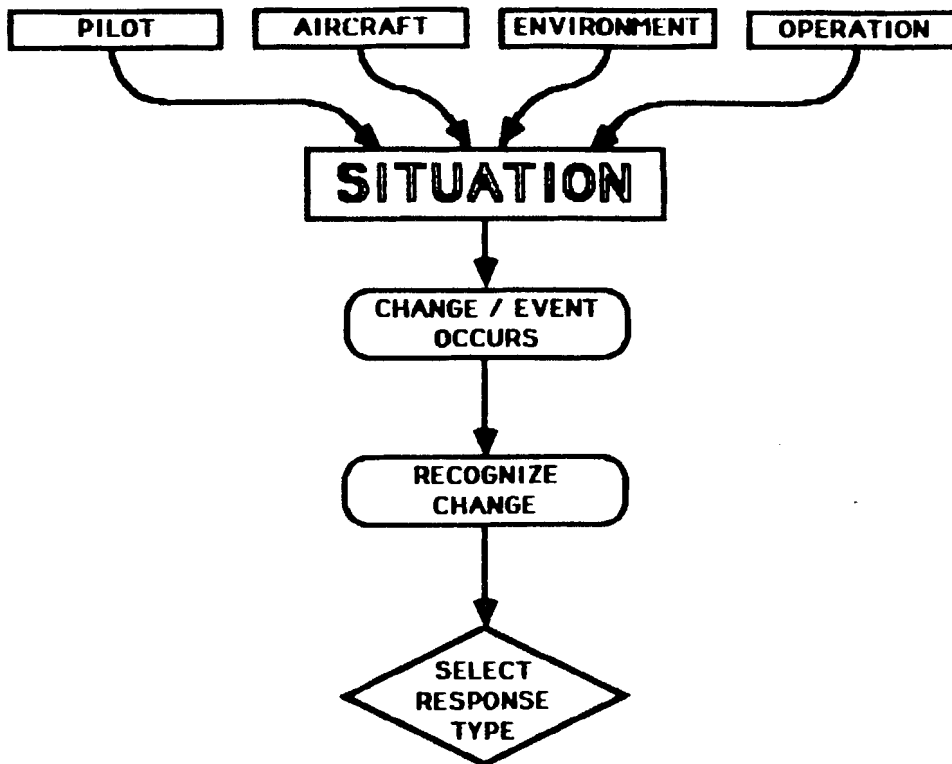 PILOT
AIRCRAFT
ENVIRONMENT
OPERATION
SITUATION
CHANGE / EVENT
OCCURS
RECOGNIZE
CHANGE
SELECT
RESPONSE
TYPE